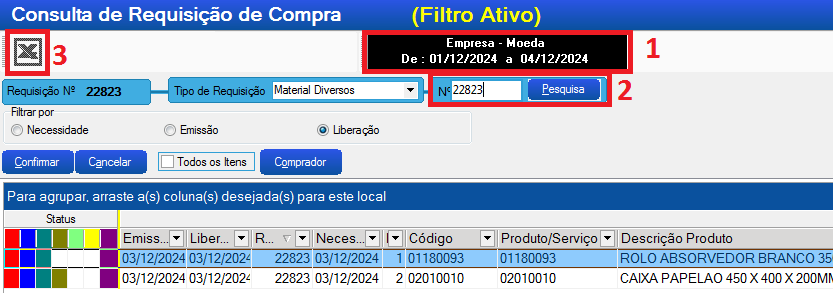 Consulta de Requisição de Compra (Filtro Ativo)
3
Empresa - Moeda
De : 01/12/2024 a 04/12/2024
1
Requisição Nº 22823 Tipo de Requisição Material Diversos Nº 22823 Pesquisa 2
Filtrar por
Necessidade Emissão Liberação
Confirmar Cancelar Todos os Itens Comprador
Para agrupar, arraste a(s) coluna(s) desejada(s) para este local
Status
Emiss... Liber... R... Neces... Código Produto/Serviço Descrição Produto
03/12/2024 03/12/2024 22823 03/12/2024 1 01180093 01180093 ROLO ABSORVEDOR BRANCO
03/12/2024 03/12/2024 22823 03/12/2024 2 02010010 02010010 CAIXA PAPELAO 450 X 400 X 200MM